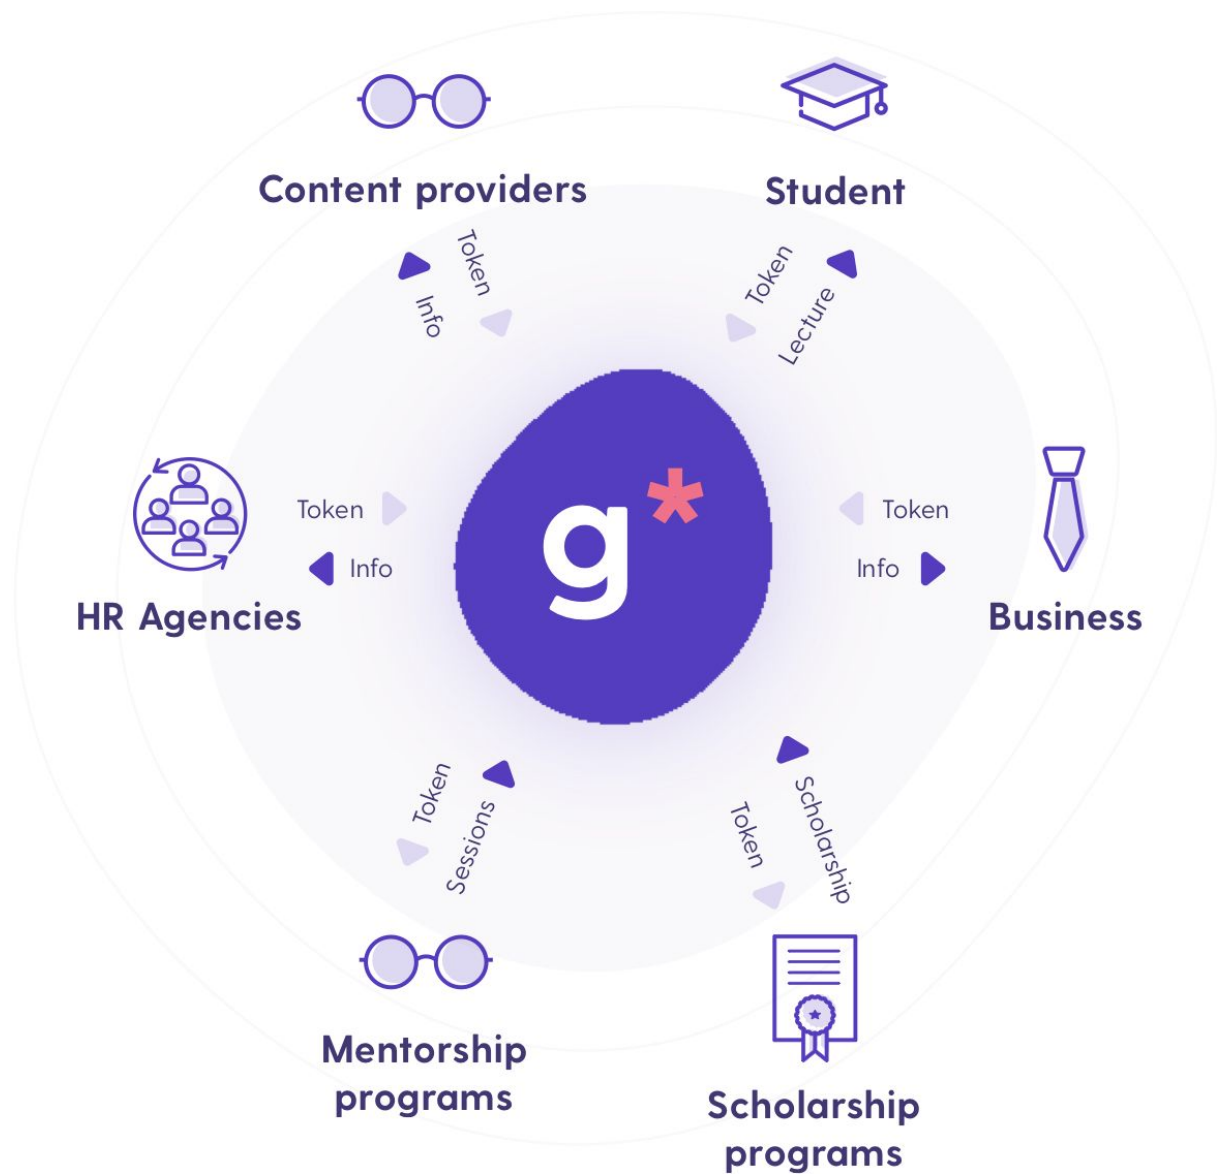 Content providers
Student
Token
Info
Token
Lecture
g*
Token
Info
HR Agencies
Token
Info
Business
Token
Sessions
Token
Scholarship
Mentorship
programs
Scholarship
programs